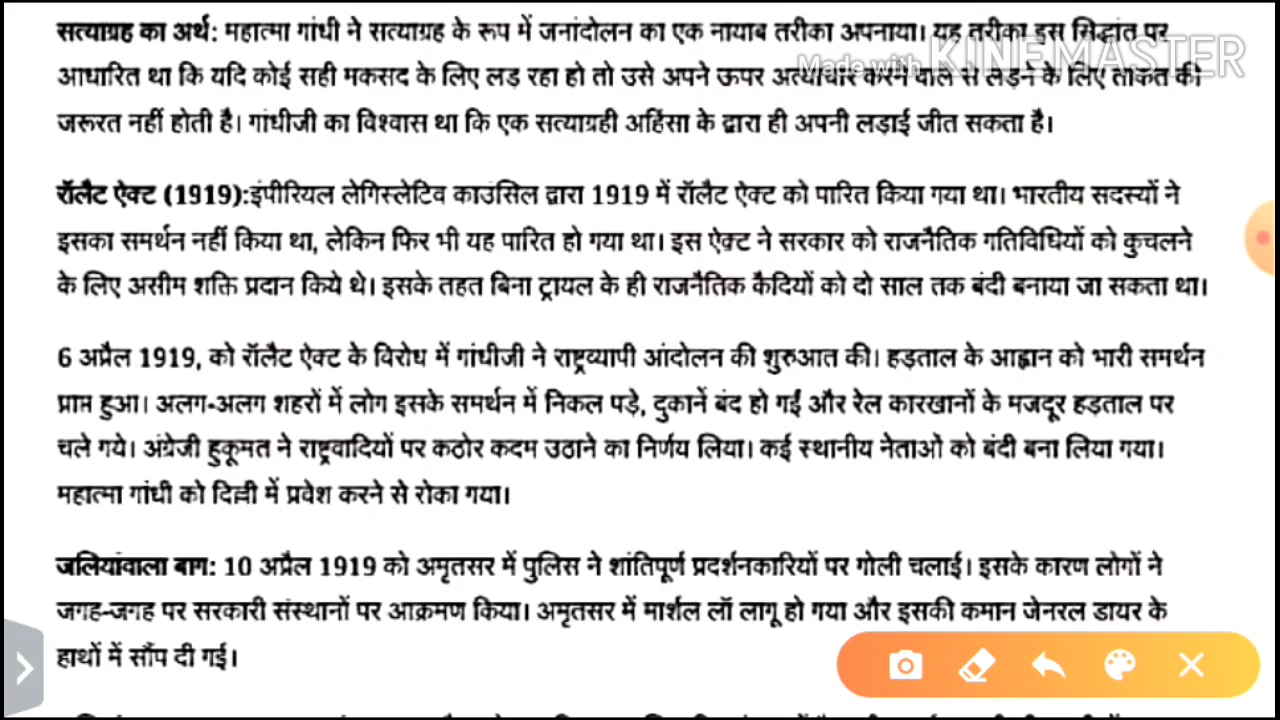 सत्याग्रह का अर्थ: महात्मा गांधी ने सत्याग्रह के रूप में जनांदोलन का एक नायाब तरीका अपनाया। यह तरीका इस सिद्धांत पर
Made with KINEMASTER
आधारित था कि यदि कोई सही मकसद के लिए लड़ रहा हो तो उसे अपने ऊपर अत्याचार करने वाले से लड़ने के लिए ताकत की
जरूरत नहीं होती है। गांधीजी का विश्वास था कि एक सत्याग्रही अहिंसा के द्वारा ही अपनी लड़ाई जीत सकता है।
रॉलैट ऐक्ट (1919):इंपीरियल लेगिस्लेटिव काउंसिल द्वारा 1919 में रॉलैट ऐक्ट को पारित किया गया था। भारतीय सदस्यों ने
इसका समर्थन नहीं किया था, लेकिन फिर भी यह पारित हो गया था। इस ऐक्ट ने सरकार को राजनैतिक गतिविधियों को कुचलने
के लिए असीम शक्ति प्रदान किये थे। इसके तहत बिना ट्रायल के ही राजनैतिक कैदियों को दो साल तक बंदी बनाया जा सकता था।
6 अप्रैल 1919, को रॉलैट ऐक्ट के विरोध में गांधीजी ने राष्ट्रव्यापी आंदोलन की शुरुआत की। हड़ताल के आह्वान को भारी समर्थन
प्राप्त हुआ। अलग-अलग शहरों में लोग इसके समर्थन में निकल पड़े, दुकानें बंद हो गईं और रेल कारखानों के मजदूर हड़ताल पर
चले गये। अंग्रेजी हुकूमत ने राष्ट्रवादियों पर कठोर कदम उठाने का निर्णय लिया। कई स्थानीय नेताओं को बंदी बना लिया गया।
महात्मा गांधी को दिल्ली में प्रवेश करने से रोका गया।
जलियांवाला बाग: 10 अप्रैल 1919 को अमृतसर में पुलिस ने शांतिपूर्ण प्रदर्शनकारियों पर गोली चलाई। इसके कारण लोगों ने
जगह-जगह पर सरकारी संस्थानों पर आक्रमण किया। अमृतसर में मार्शल लॉ लागू हो गया और इसकी कमान जेनरल डायर के
हाथों में सौंप दी गई।